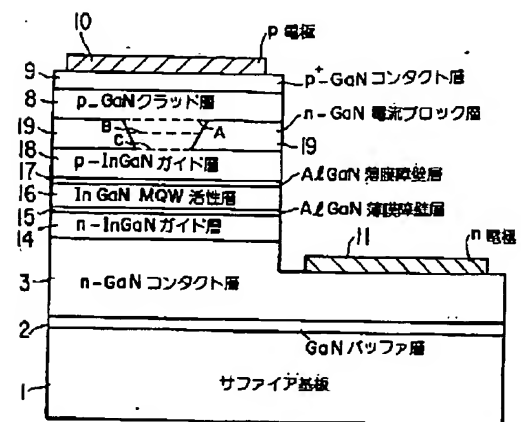 10
p 電極
9
p⁺-GaN コンタクト層
8
p-GaN クラッド層
19
B
A
n-GaN 電流ブロック層
C
18
p-InGaN ガイド層
19
17
AlGaN 薄膜障壁層
16
InGaN MQW 活性層
15
AlGaN 薄膜障壁層
14
n-InGaN ガイド層
11
n 電極
3
n-GaN コンタクト層
2
GaN バッファ層
1
サファイア基板